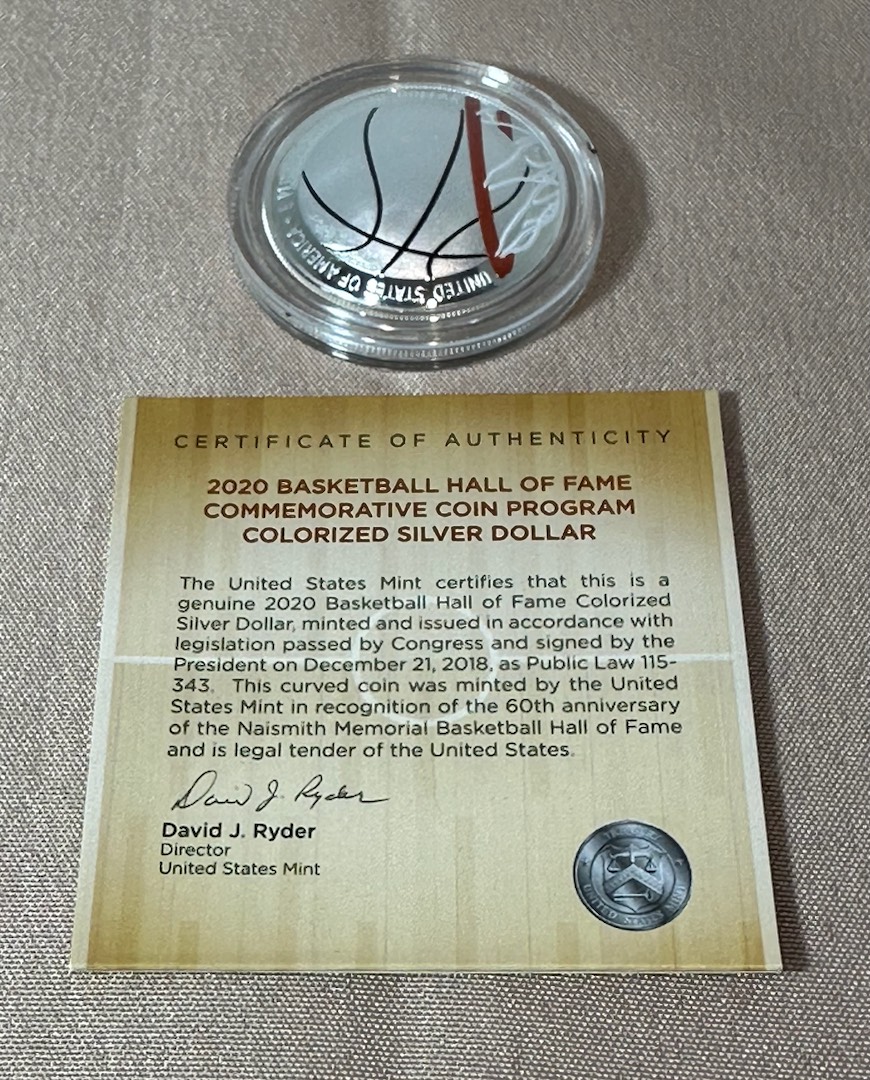 UNITED STATES OF AMERICA
CERTIFICATE OF AUTHENTICITY
2020 BASKETBALL HALL OF FAME
COMMEMORATIVE COIN PROGRAM
COLORIZED SILVER DOLLAR
The United States Mint certifies that this is a
genuine 2020 Basketball Hall of Fame Colorized
Silver Dollar, minted and issued in accordance with
legislation passed by Congress and signed by the
President on December 21, 2018, as Public Law 115-
343. This curved coin was minted by the United
States Mint in recognition of the 60th anniversary
of the Naismith Memorial Basketball Hall of Fame
and is legal tender of the United States.
David J. Ryder
David J. Ryder
Director
United States Mint
UNITED STATES MINT